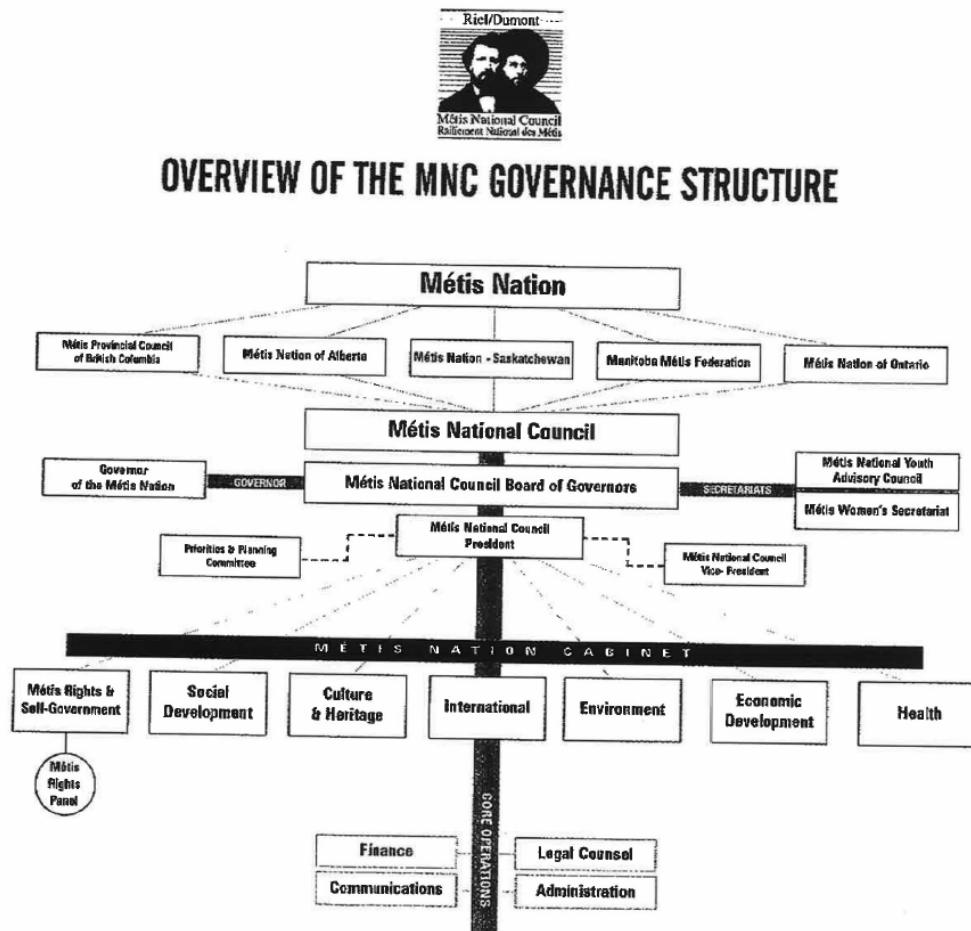 Riel/Dumont
Métis National Council
Ralliement National des Métis
OVERVIEW OF THE MNC GOVERNANCE STRUCTURE
Métis Nation
Métis Provincial Council
of British Columbia
Métis Nation of Alberta
Métis Nation - Saskatchewan
Manitoba Métis Federation
Métis Nation of Ontario
Métis National Council
Governor
of the Métis Nation
GOVERNOR
Métis National Council Board of Governors
SECRETARIATS
Métis National Youth
Advisory Council
Métis Women's Secretariat
Métis National Council
President
Priorities & Planning
Committee
Métis National Council
Vice- President
MÉTIS NATION CABINET
Métis Rights &
Self-Government
Social
Development
Culture
& Heritage
International
Environment
Economic
Development
Health
Métis
Rights
Panel
CORE OPERATIONS
Finance
Legal Counsel
Communications
Administration